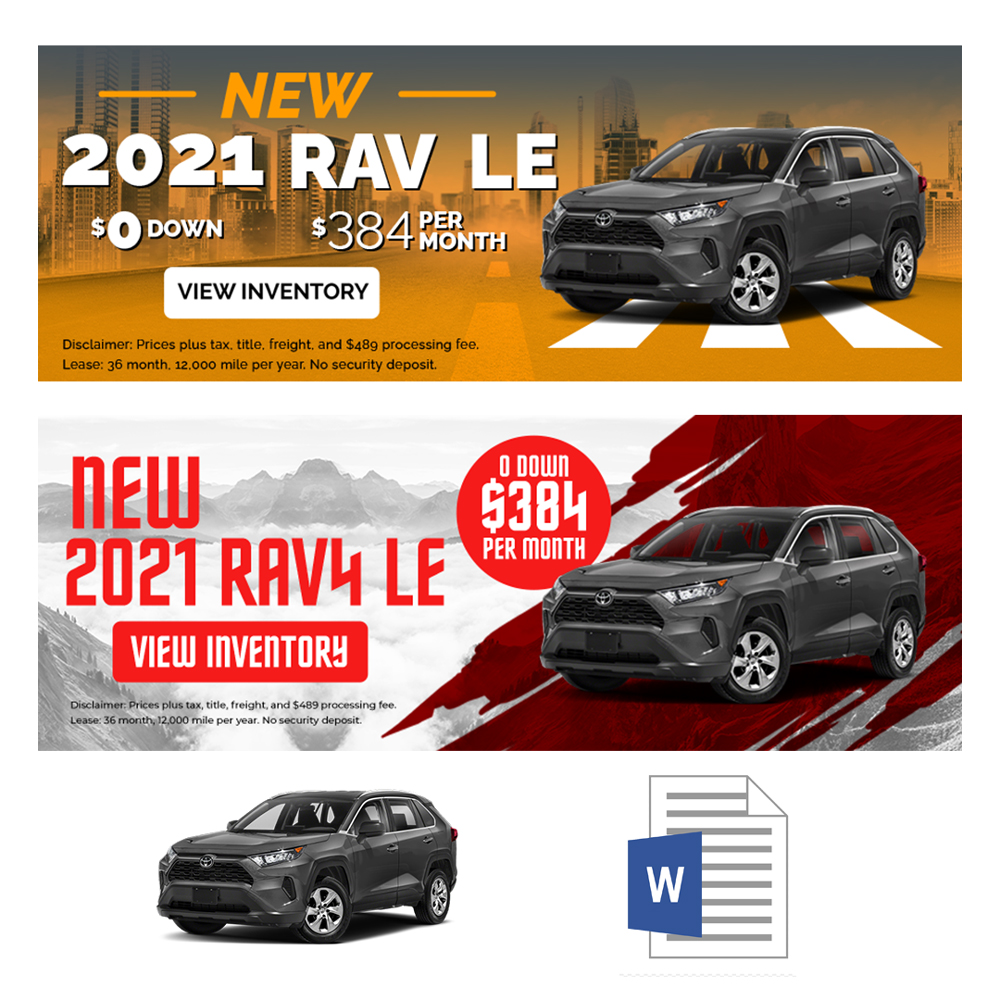 NEW
2021 RAV LE
$0 DOWN $384 PER MONTH
VIEW INVENTORY
Disclaimer: Prices plus tax, title, freight, and $489 processing fee.
Lease: 36 month, 12,000 mile per year. No security deposit.
NEW
2021 RAV4 LE
0 DOWN
$384
PER MONTH
VIEW INVENTORY
Disclaimer: Prices plus tax, title, freight, and $489 processing fee.
Lease: 36 month, 12,000 mile per year. No security deposit.
W